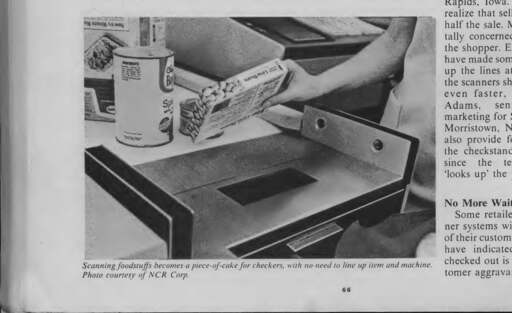 Scanning foodstuffs becomes a piece-of-cake for checkers, with no need to line up item and machine.
Photo courtesy of NCR Corp.
66
Rapids, Iowa.
realize that sel
half the sale. M
tally concerned
the shopper. E
have made som
up the lines at
the scanners sh
even faster,
Adams, sen
marketing for S
Morristown, N
also provide fo
the checkstand
since the te
'looks up' the
No More Wait
Some retaile
ner systems wi
of their custom
have indicated
checked out is
tomer aggrava